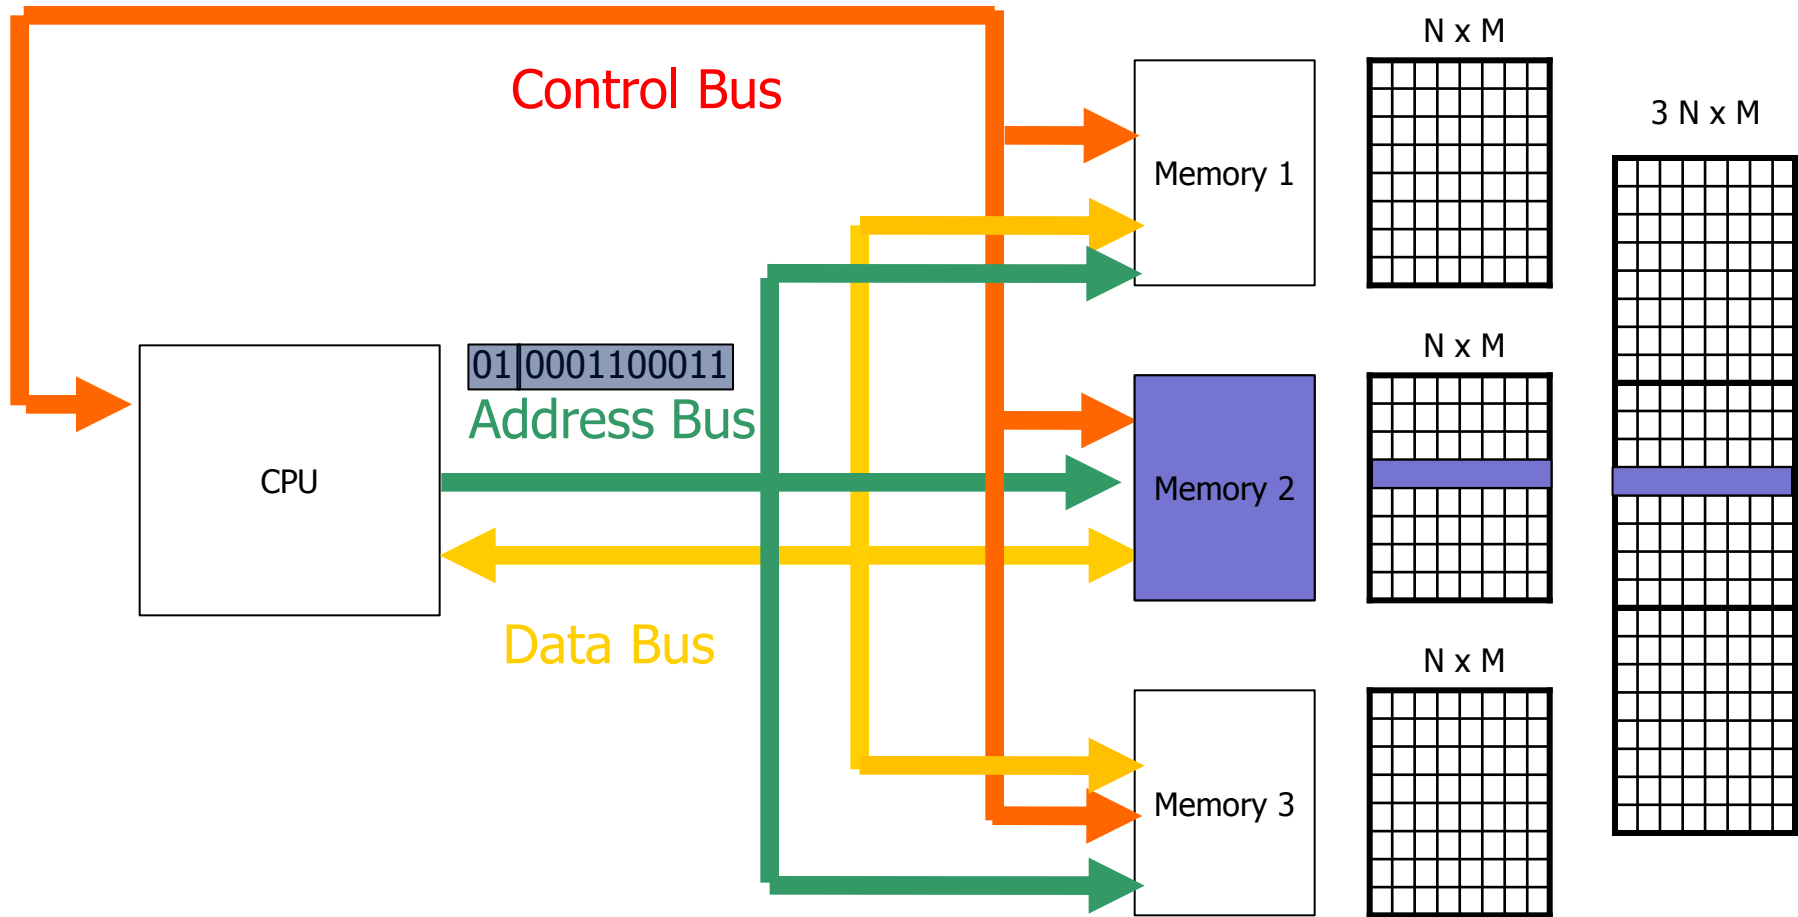 N x M
Control Bus
3 N x M
Memory 1
01 0001100011
N x M
Address Bus
CPU
Memory 2
Data Bus
N x M
Memory 3